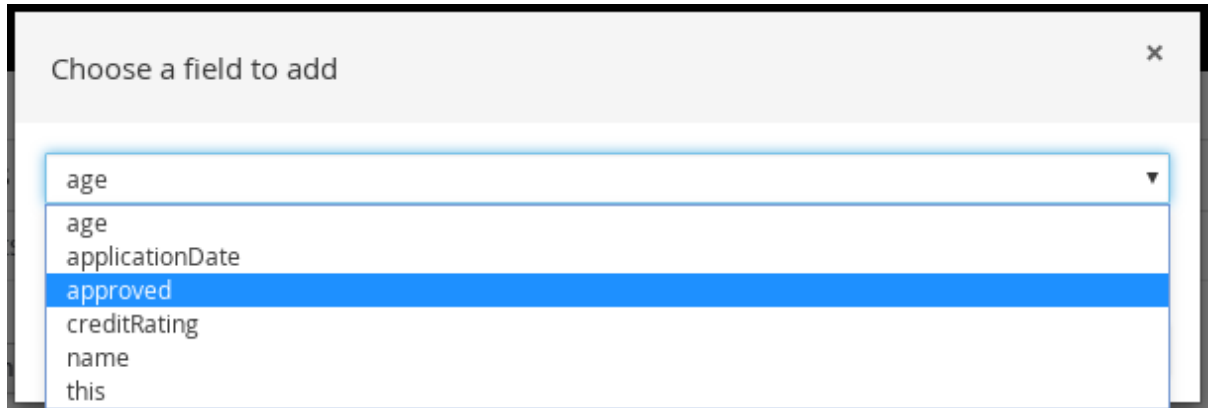 Choose a field to add
×
age
age
applicationDate
approved
creditRating
name
this